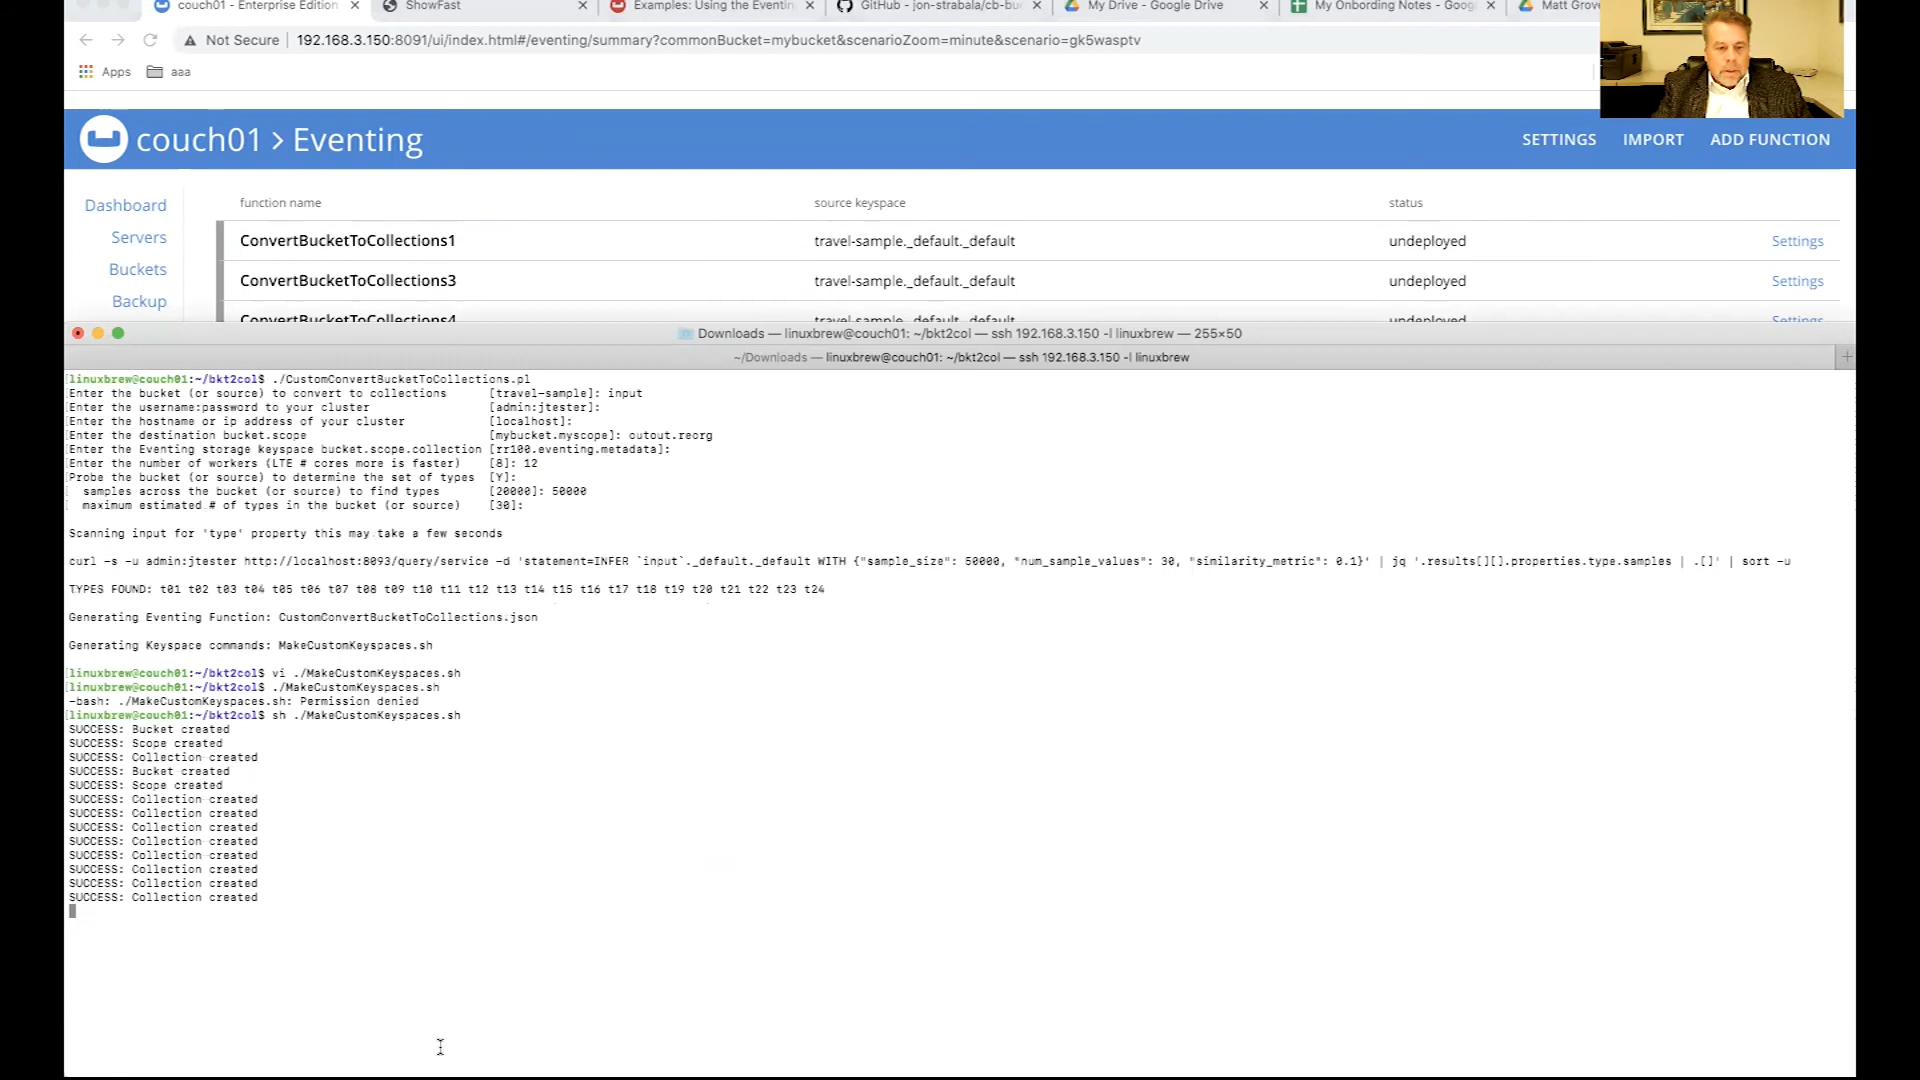 couch01 - Enterprise Edition
ShowFast
Examples: Using the Eventin
GitHub - jon-strabala/cb-bu
My Drive - Google Drive
My Onbording Notes - Goog
Matt Grove
Not Secure
192.168.3.150:8091/ui/index.html#/eventing/summary?commonBucket=mybucket&scenarioZoom=minute&scenario=gk5wasptv
Apps
aaa
couch01 > Eventing
SETTINGS
IMPORT
ADD FUNCTION
Dashboard
Servers
Buckets
Backup
function name
source keyspace
status
ConvertBucketToCollections1
travel-sample._default._default
undeployed
Settings
ConvertBucketToCollections3
travel-sample._default._default
undeployed
Settings
ConvertBucketToCollections4
travel-sample._default._default
undeployed
Settings
Downloads — linuxbrew@couch01: ~/bkt2col — ssh 192.168.3.150 -l linuxbrew — 255×50
~/Downloads — linuxbrew@couch01: ~/bkt2col — ssh 192.168.3.150 -l linuxbrew
[linuxbrew@couch01:~/bkt2col$ ./CustomConvertBucketToCollections.pl
[Enter the bucket (or source) to convert to collections [travel-sample]: input
[Enter the username:password to your cluster [admin:jtester]:
[Enter the hostname or ip address of your cluster [localhost]:
[Enter the destination bucket.scope [mybucket.myscope]: outout.reorg
[Enter the Eventing storage keyspace bucket.scope.collection [rr100.eventing.metadata]:
[Enter the number of workers (LTE # cores more is faster) [8]: 12
[Probe the bucket (or source) to determine the set of types [Y]:
[ samples across the bucket (or source) to find types [20000]: 50000
[ maximum estimated # of types in the bucket (or source) [30]:
Scanning input for 'type' property this may take a few seconds
curl -s -u admin:jtester http://localhost:8093/query/service -d 'statement=INFER `input`._default._default WITH {"sample_size": 50000, "num_sample_values": 30, "similarity_metric": 0.1}' | jq '.results[][].properties.type.samples | .[]' | sort -u
TYPES FOUND: t01 t02 t03 t04 t05 t06 t07 t08 t09 t10 t11 t12 t13 t14 t15 t16 t17 t18 t19 t20 t21 t22 t23 t24
Generating Eventing Function: CustomConvertBucketToCollections.json
Generating Keyspace commands: MakeCustomKeyspaces.sh
[linuxbrew@couch01:~/bkt2col$ vi ./MakeCustomKeyspaces.sh
[linuxbrew@couch01:~/bkt2col$ ./MakeCustomKeyspaces.sh
-bash: ./MakeCustomKeyspaces.sh: Permission denied
[linuxbrew@couch01:~/bkt2col$ sh ./MakeCustomKeyspaces.sh
SUCCESS: Bucket created
SUCCESS: Scope created
SUCCESS: Collection created
SUCCESS: Bucket created
SUCCESS: Scope created
SUCCESS: Collection created
SUCCESS: Collection created
SUCCESS: Collection created
SUCCESS: Collection created
SUCCESS: Collection created
SUCCESS: Collection created
SUCCESS: Collection created
SUCCESS: Collection created